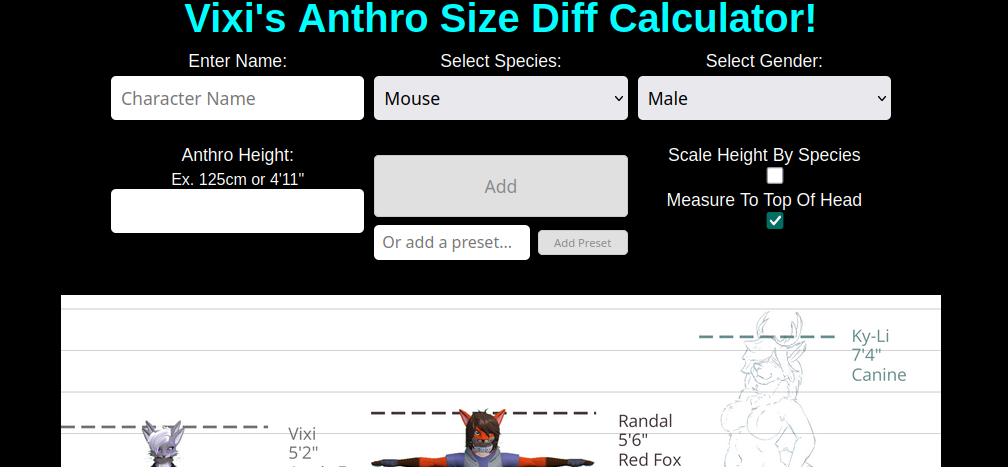 Vixi's Anthro Size Diff Calculator!
Enter Name:
Select Species:
Select Gender:
Character Name
Mouse
Male
Anthro Height:
Ex. 125cm or 4'11"
Add
Or add a preset...
Add Preset
Scale Height By Species
Measure To Top Of Head
Ky-Li
7'4"
Canine
Randal
5'6"
Red Fox
Vixi
5'2"